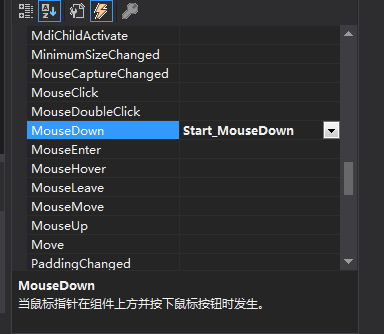 MdiChildActivate
MinimumSizeChanged
MouseCaptureChanged
MouseClick
MouseDoubleClick
MouseDown Start_MouseDown
MouseEnter
MouseHover
MouseLeave
MouseMove
MouseUp
Move
PaddingChanged
MouseDown
当鼠标指针在组件上方并按下鼠标按钮时发生。